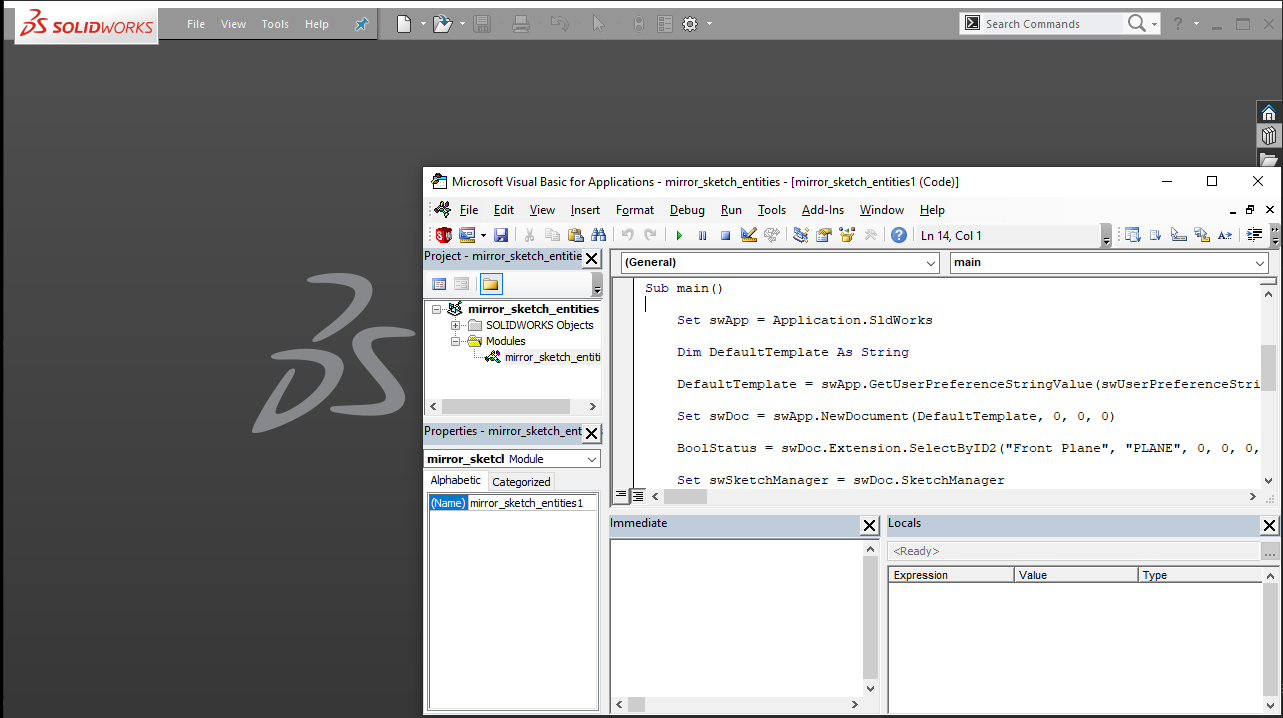 SOLIDWORKS File View Tools Help Search Commands ?
Microsoft Visual Basic for Applications - mirror_sketch_entities - [mirror_sketch_entities1 (Code)]
File Edit View Insert Format Debug Run Tools Add-Ins Window Help
Ln 14, Col 1
Project - mirror_sketch_entitie
mirror_sketch_entities
SOLIDWORKS Objects
Modules
mirror_sketch_entiti
Properties - mirror_sketch_ent
mirror_sketcl Module
Alphabetic Categorized
(Name) mirror_sketch_entities1
(General) main
Sub main()
Set swApp = Application.SldWorks
Dim DefaultTemplate As String
DefaultTemplate = swApp.GetUserPreferenceStringValue(swUserPreferenceStri
Set swDoc = swApp.NewDocument(DefaultTemplate, 0, 0, 0)
BoolStatus = swDoc.Extension.SelectByID2("Front Plane", "PLANE", 0, 0, 0,
Set swSketchManager = swDoc.SketchManager
Immediate
Locals
<Ready>
Expression Value Type